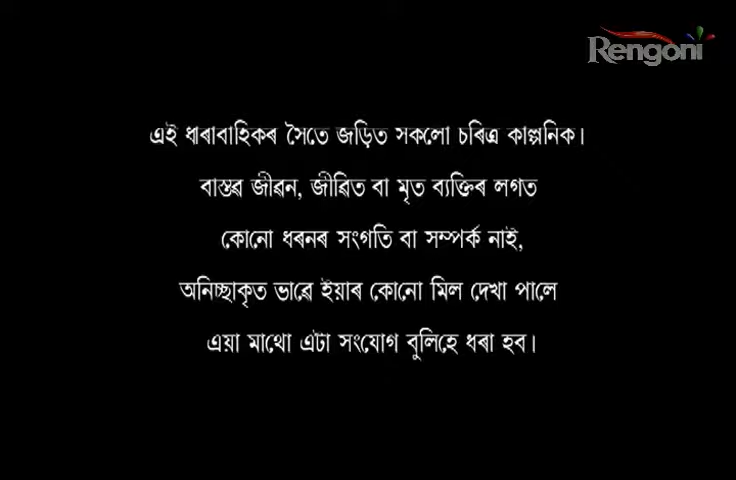 Rengoni
এই ধাৰাবাহিকৰ সৈতে জড়িত সকলো চৰিত্ৰ কাল্পনিক।
বাস্তৱ জীৱন, জীৱিত বা মৃত ব্যক্তিৰ লগত
কোনো ধৰনৰ সংগতি বা সম্পৰ্ক নাই,
অনিচ্ছাকৃত ভাৱে ইয়াৰ কোনো মিল দেখা পালে
এয়া মাথো এটা সংযোগ বুলিহে ধৰা হব।